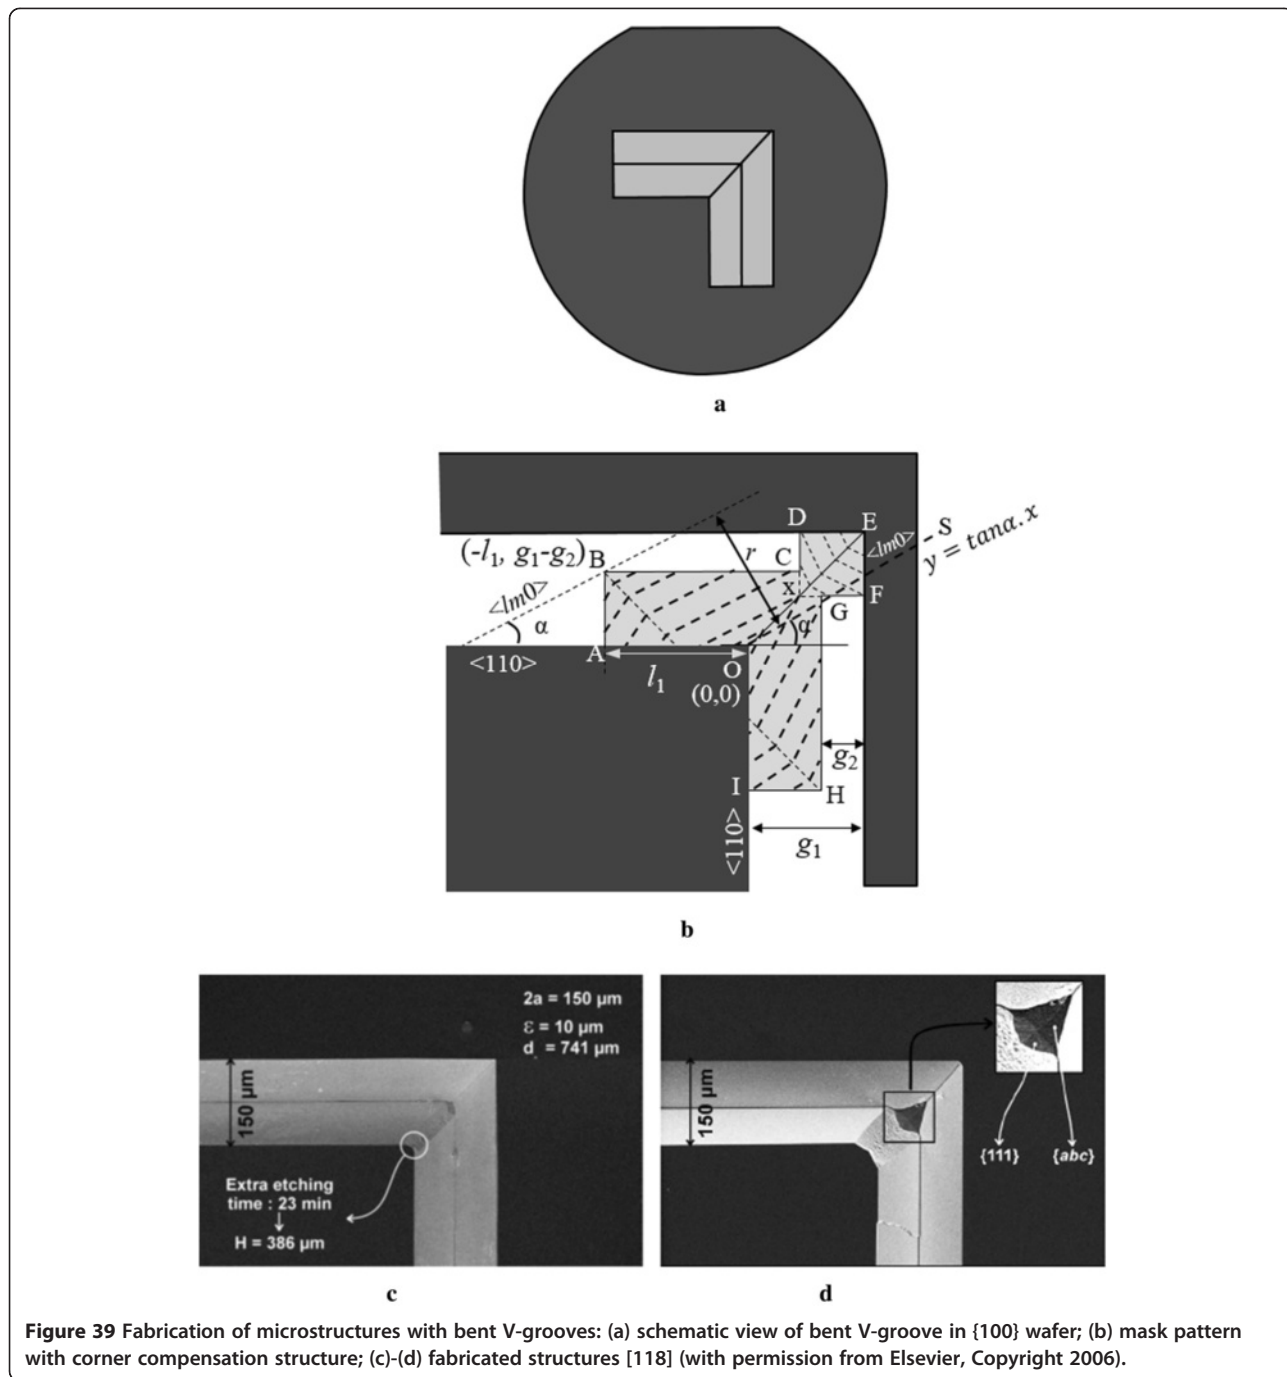 a
D
E
S
(-l₁, g₁-g₂)
B
r
C
<lm0>
y = tanα.x
<lm0>
x
F
α
G
α
<110>
A
l₁
O
(0,0)
g₂
I
H
<110>
g₁
b
2a = 150 µm
ε = 10 µm
d = 741 µm
150 µm
Extra etching
time : 23 min
H = 386 µm
c
150 µm
{111}
{abc}
d
Figure 39 Fabrication of microstructures with bent V-grooves: (a) schematic view of bent V-groove in {100} wafer; (b) mask pattern
with corner compensation structure; (c)-(d) fabricated structures [118] (with permission from Elsevier, Copyright 2006).